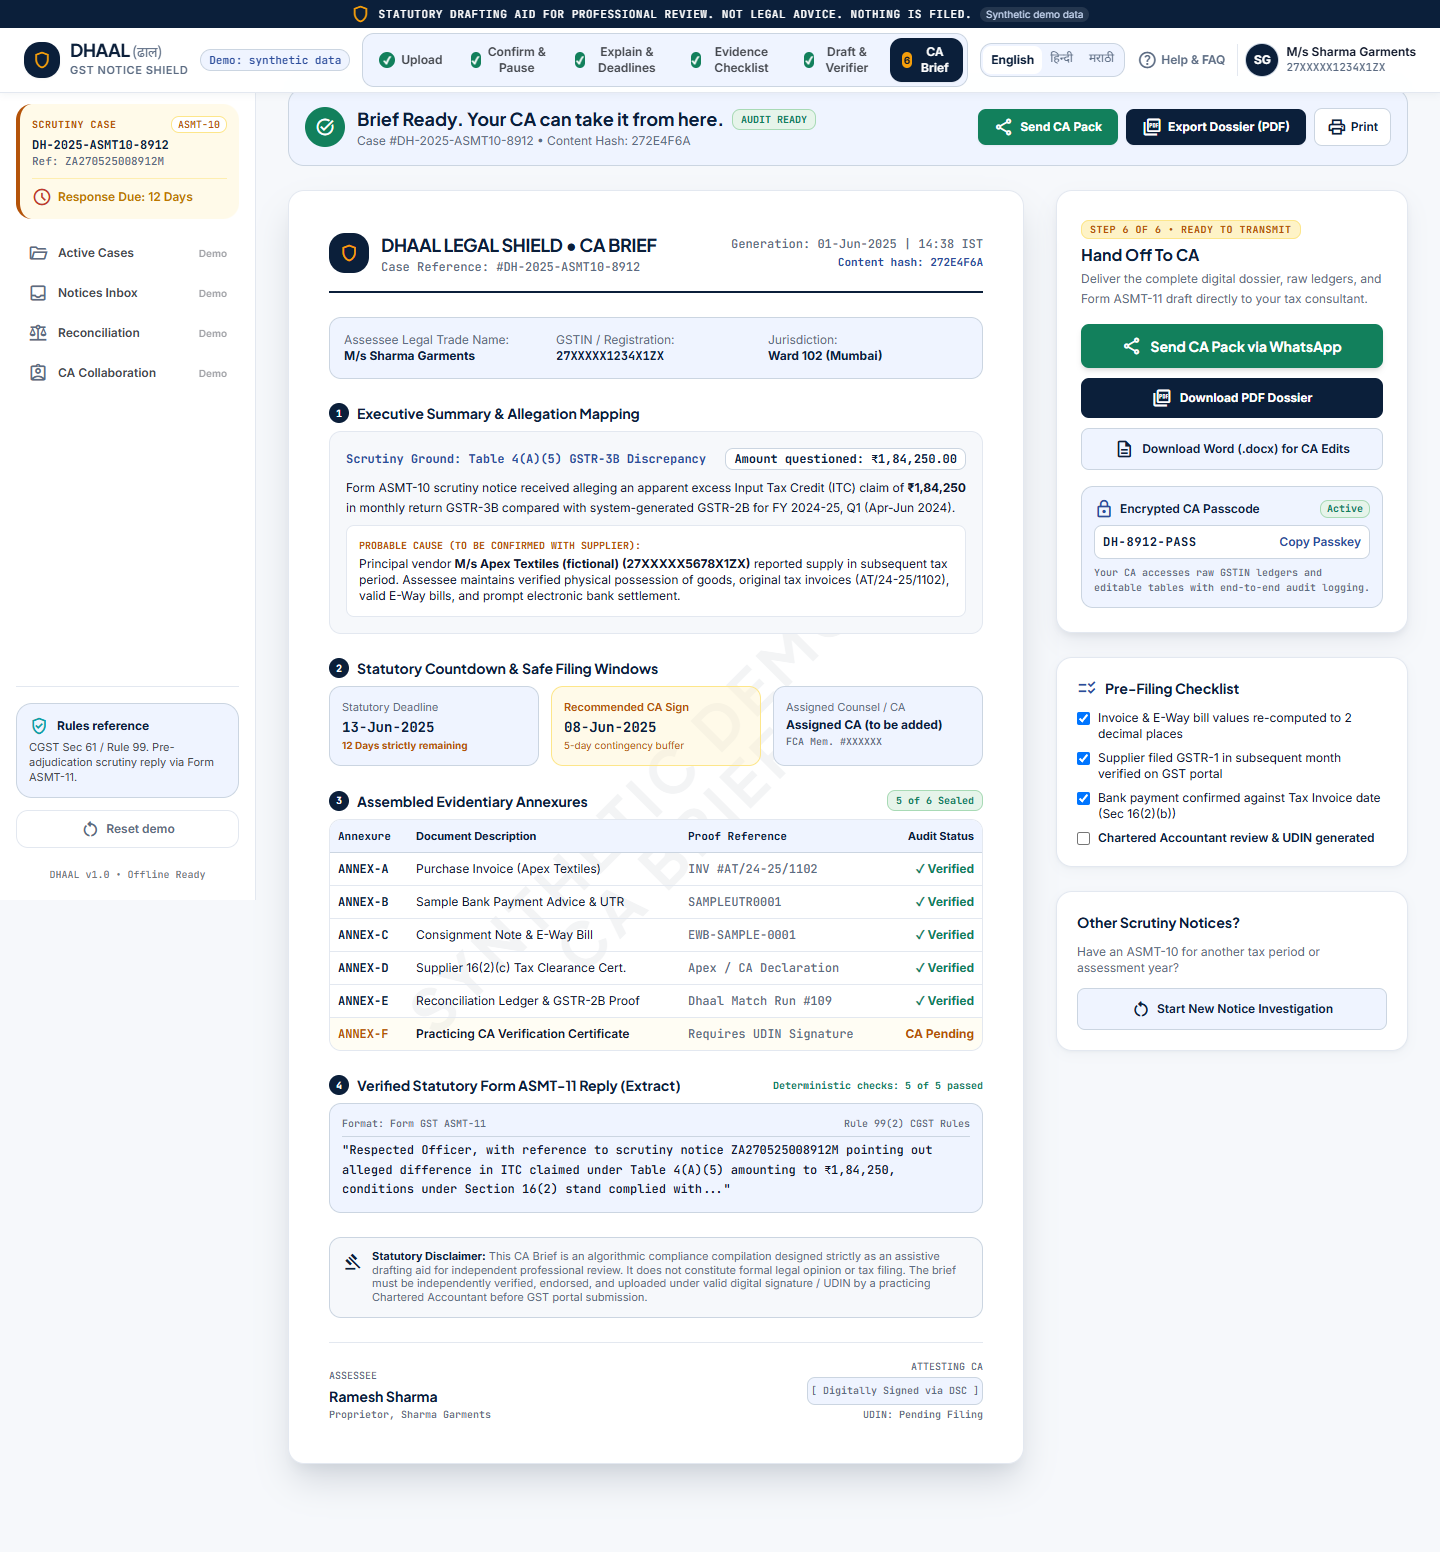 STATUTORY DRAFTING AID FOR PROFESSIONAL REVIEW. NOT LEGAL ADVICE. NOTHING IS FILED. Synthetic demo data
DHAAL (ढाल)
GST NOTICE SHIELD
Demo: synthetic data
Upload
Confirm &
Pause
Explain &
Deadlines
Evidence
Checklist
Draft &
Verifier
6
CA
Brief
English हिन्दी मराठी
Help & FAQ
SG
M/s Sharma Garments
27XXXXX1234X1ZX
SCRUTINY CASE ASMT-10
DH-2025-ASMT10-8912
Ref: ZA270525008912M
Response Due: 12 Days
Active Cases Demo
Notices Inbox Demo
Reconciliation Demo
CA Collaboration Demo
Rules reference
CGST Sec 61 / Rule 99. Pre-
adjudication scrutiny reply via Form
ASMT-11.
Reset demo
DHAAL v1.0 • Offline Ready
Brief Ready. Your CA can take it from here. AUDIT READY
Case #DH-2025-ASMT10-8912 • Content Hash: 272E4F6A
Send CA Pack
Export Dossier (PDF)
Print
DHAAL LEGAL SHIELD ● CA BRIEF
Case Reference: #DH-2025-ASMT10-8912
Generation: 01-Jun-2025 | 14:38 IST
Content hash: 272E4F6A
Assessee Legal Trade Name:
M/s Sharma Garments
GSTIN / Registration:
27XXXXX1234X1ZX
Jurisdiction:
Ward 102 (Mumbai)
1 Executive Summary & Allegation Mapping
Scrutiny Ground: Table 4(A)(5) GSTR-3B Discrepancy Amount questioned: ₹1,84,250.00
Form ASMT-10 scrutiny notice received alleging an apparent excess Input Tax Credit (ITC) claim of ₹1,84,250
in monthly return GSTR-3B compared with system-generated GSTR-2B for FY 2024-25, Q1 (Apr-Jun 2024).
PROBABLE CAUSE (TO BE CONFIRMED WITH SUPPLIER):
Principal vendor M/s Apex Textiles (fictional) (27XXXXX5678X1ZX) reported supply in subsequent tax
period. Assessee maintains verified physical possession of goods, original tax invoices (AT/24-25/1102),
valid E-Way bills, and prompt electronic bank settlement.
2 Statutory Countdown & Safe Filing Windows
Statutory Deadline
13-Jun-2025
12 Days strictly remaining
Recommended CA Sign
08-Jun-2025
5-day contingency buffer
Assigned Counsel / CA
Assigned CA (to be added)
FCA Mem. #XXXXXX
3 Assembled Evidentiary Annexures 5 of 6 Sealed
Annexure Document Description Proof Reference Audit Status
ANNEX-A Purchase Invoice (Apex Textiles) INV #AT/24-25/1102 ✓ Verified
ANNEX-B Sample Bank Payment Advice & UTR SAMPLEUTR0001 ✓ Verified
ANNEX-C Consignment Note & E-Way Bill EWB-SAMPLE-0001 ✓ Verified
ANNEX-D Supplier 16(2)(c) Tax Clearance Cert. Apex / CA Declaration ✓ Verified
ANNEX-E Reconciliation Ledger & GSTR-2B Proof Dhaal Match Run #109 ✓ Verified
ANNEX-F Practicing CA Verification Certificate Requires UDIN Signature CA Pending
SYNTHETIC DEMO
CA BRIEF
4 Verified Statutory Form ASMT-11 Reply (Extract) Deterministic checks: 5 of 5 passed
Format: Form GST ASMT-11 Rule 99(2) CGST Rules
"Respected Officer, with reference to scrutiny notice ZA270525008912M pointing out
alleged difference in ITC claimed under Table 4(A)(5) amounting to ₹1,84,250,
conditions under Section 16(2) stand complied with..."
Statutory Disclaimer: This CA Brief is an algorithmic compliance compilation designed strictly as an assistive
drafting aid for independent professional review. It does not constitute formal legal opinion or tax filing. The brief
must be independently verified, endorsed, and uploaded under valid digital signature / UDIN by a practicing
Chartered Accountant before GST portal submission.
ASSESSEE
Ramesh Sharma
Proprietor, Sharma Garments
ATTESTING CA
[ Digitally Signed via DSC ]
UDIN: Pending Filing
STEP 6 OF 6 • READY TO TRANSMIT
Hand Off To CA
Deliver the complete digital dossier, raw ledgers, and
Form ASMT-11 draft directly to your tax consultant.
Send CA Pack via WhatsApp
Download PDF Dossier
Download Word (.docx) for CA Edits
Encrypted CA Passcode Active
DH-8912-PASS Copy Passkey
Your CA accesses raw GSTIN ledgers and
editable tables with end-to-end audit logging.
Pre-Filing Checklist
Invoice & E-Way bill values re-computed to 2
decimal places
Supplier filed GSTR-1 in subsequent month
verified on GST portal
Bank payment confirmed against Tax Invoice date
(Sec 16(2)(b))
Chartered Accountant review & UDIN generated
Other Scrutiny Notices?
Have an ASMT-10 for another tax period or
assessment year?
Start New Notice Investigation